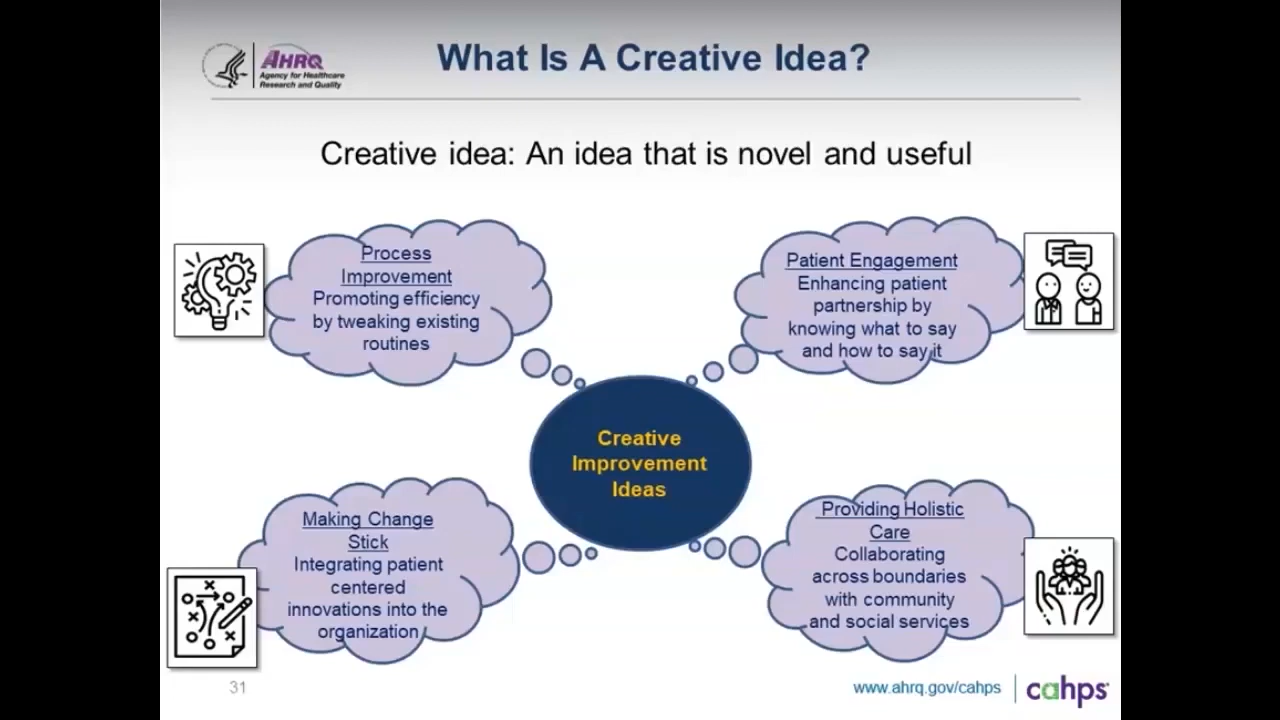 AHRQ
Agency for Healthcare
Research and Quality
What Is A Creative Idea?
Creative idea: An idea that is novel and useful
Process
Improvement
Promoting efficiency
by tweaking existing
routines
Patient Engagement
Enhancing patient
partnership by
knowing what to say
and how to say it
Creative
Improvement
Ideas
Making Change
Stick
Integrating patient
centered
innovations into the
organization
Providing Holistic
Care
Collaborating
across boundaries
with community
and social services
31
www.ahrq.gov/cahps
cahps